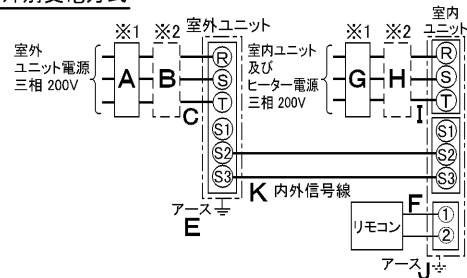 ※1
※2
室外ユニット
室外
ユニット電源
三相 200V
A
B
C
R
S
T
S1
S2
S3
アース
E
※1
※2
室内
ユニット
室内ユニット
及び
ヒーター電源
三相 200V
G
H
I
R
S
T
S1
S2
S3
K 内外信号線
F
リモコン
①
②
アース
J